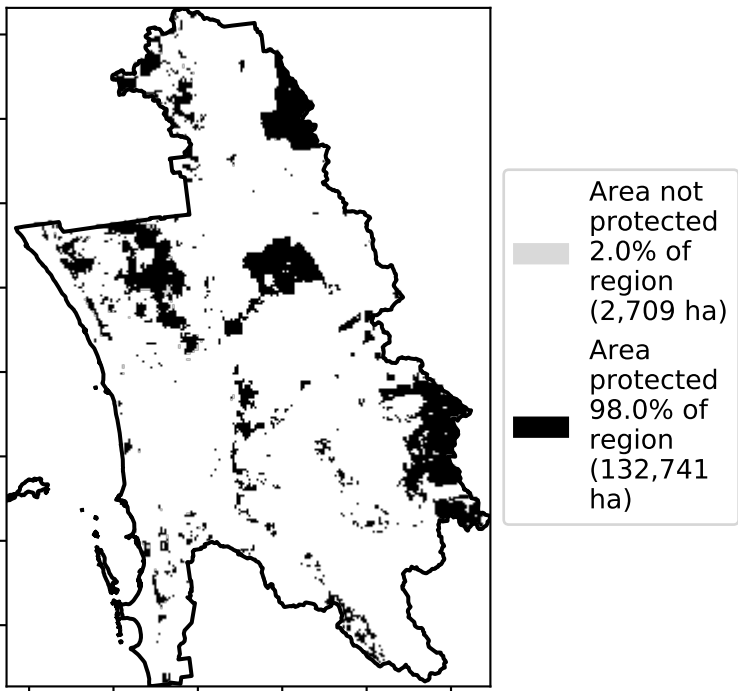 Area not
protected
2.0% of
region
(2,709 ha)
Area
protected
98.0% of
region
(132,741
ha)